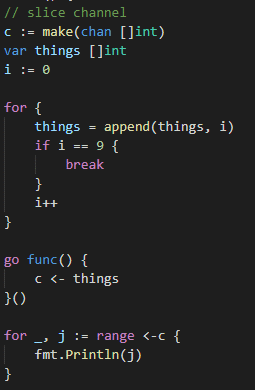 // slice channel
c := make(chan []int)
var things []int
i := 0
for {
    things = append(things, i)
    if i == 9 {
        break
    }
    i++
}
go func() {
    c <- things
}()
for _, j := range <-c {
    fmt.Println(j)
}